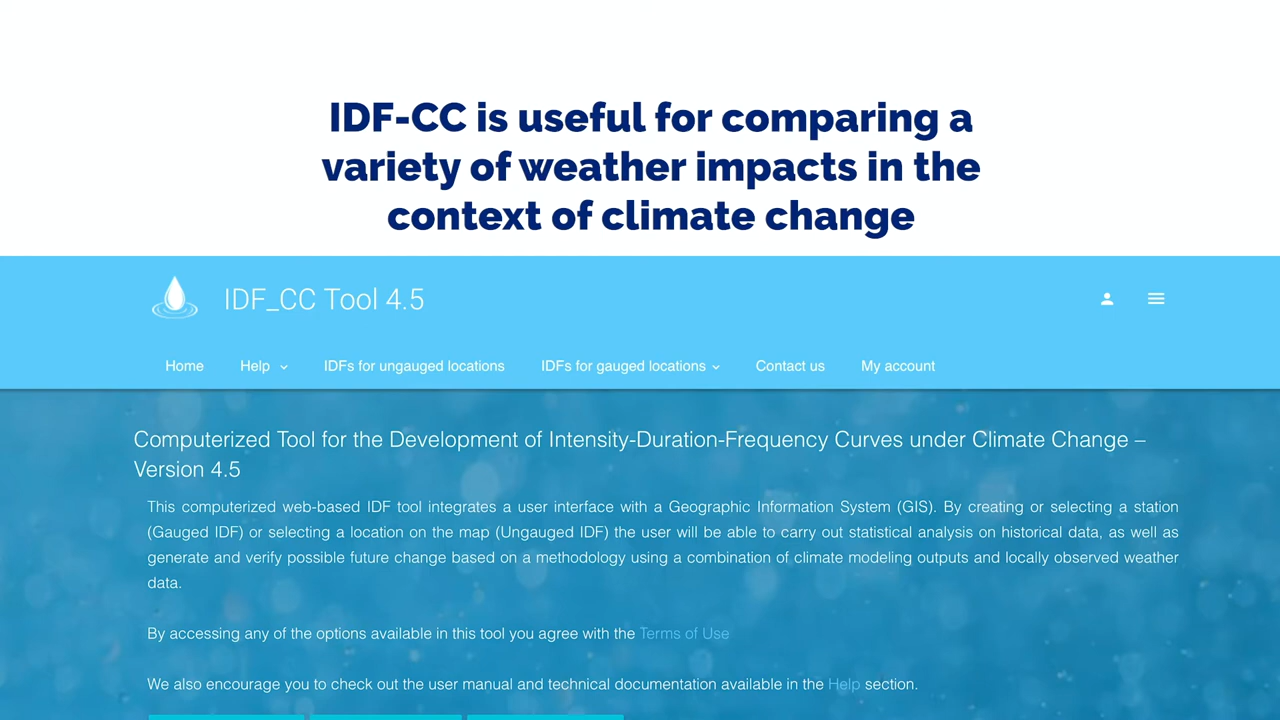 IDF-CC is useful for comparing a
variety of weather impacts in the
context of climate change
IDF_CC Tool 4.5
Home Help IDFs for ungauged locations IDFs for gauged locations Contact us My account
Computerized Tool for the Development of Intensity-Duration-Frequency Curves under Climate Change –
Version 4.5
This computerized web-based IDF tool integrates a user interface with a Geographic Information System (GIS). By creating or selecting a station
(Gauged IDF) or selecting a location on the map (Ungauged IDF) the user will be able to carry out statistical analysis on historical data, as well as
generate and verify possible future change based on a methodology using a combination of climate modeling outputs and locally observed weather
data.
By accessing any of the options available in this tool you agree with the Terms of Use
We also encourage you to check out the user manual and technical documentation available in the Help section.